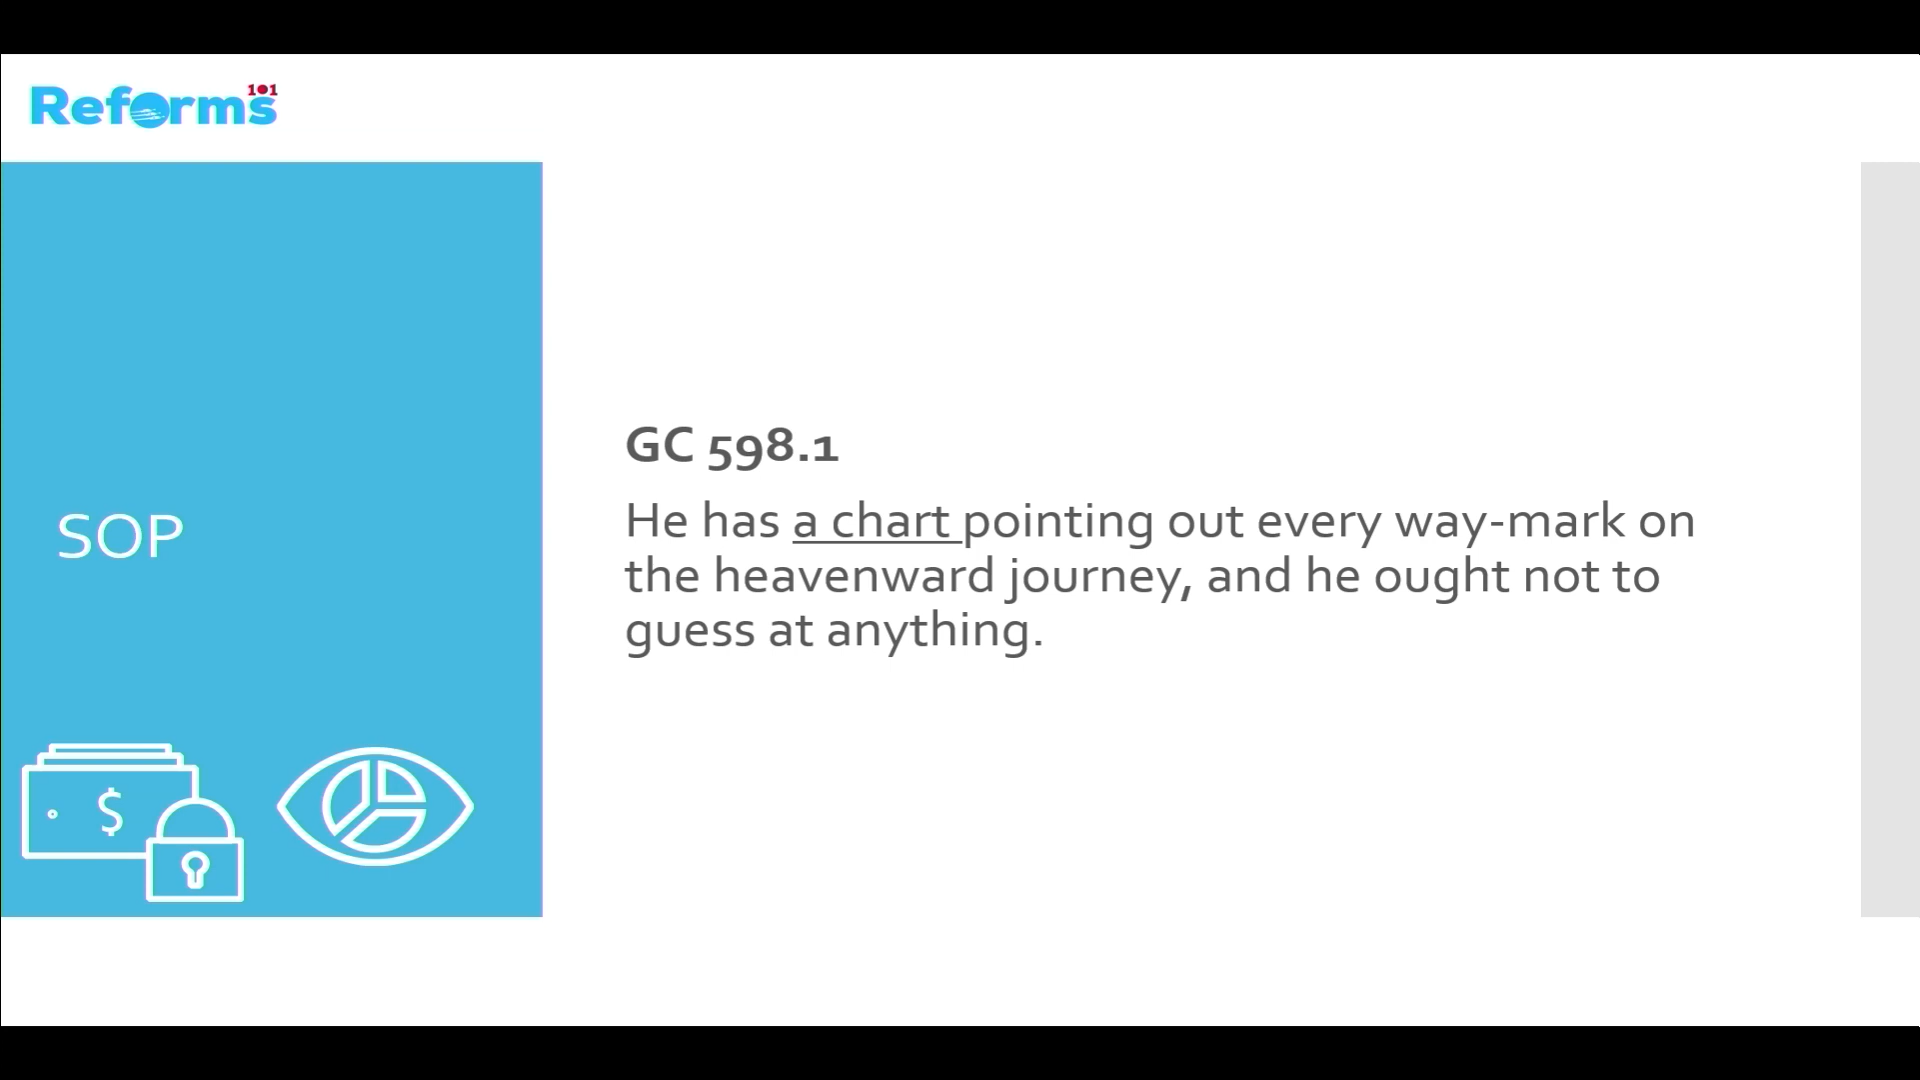 Reforms 101
SOP
GC 598.1
He has a chart pointing out every way-mark on
the heavenward journey, and he ought not to
guess at anything.
$